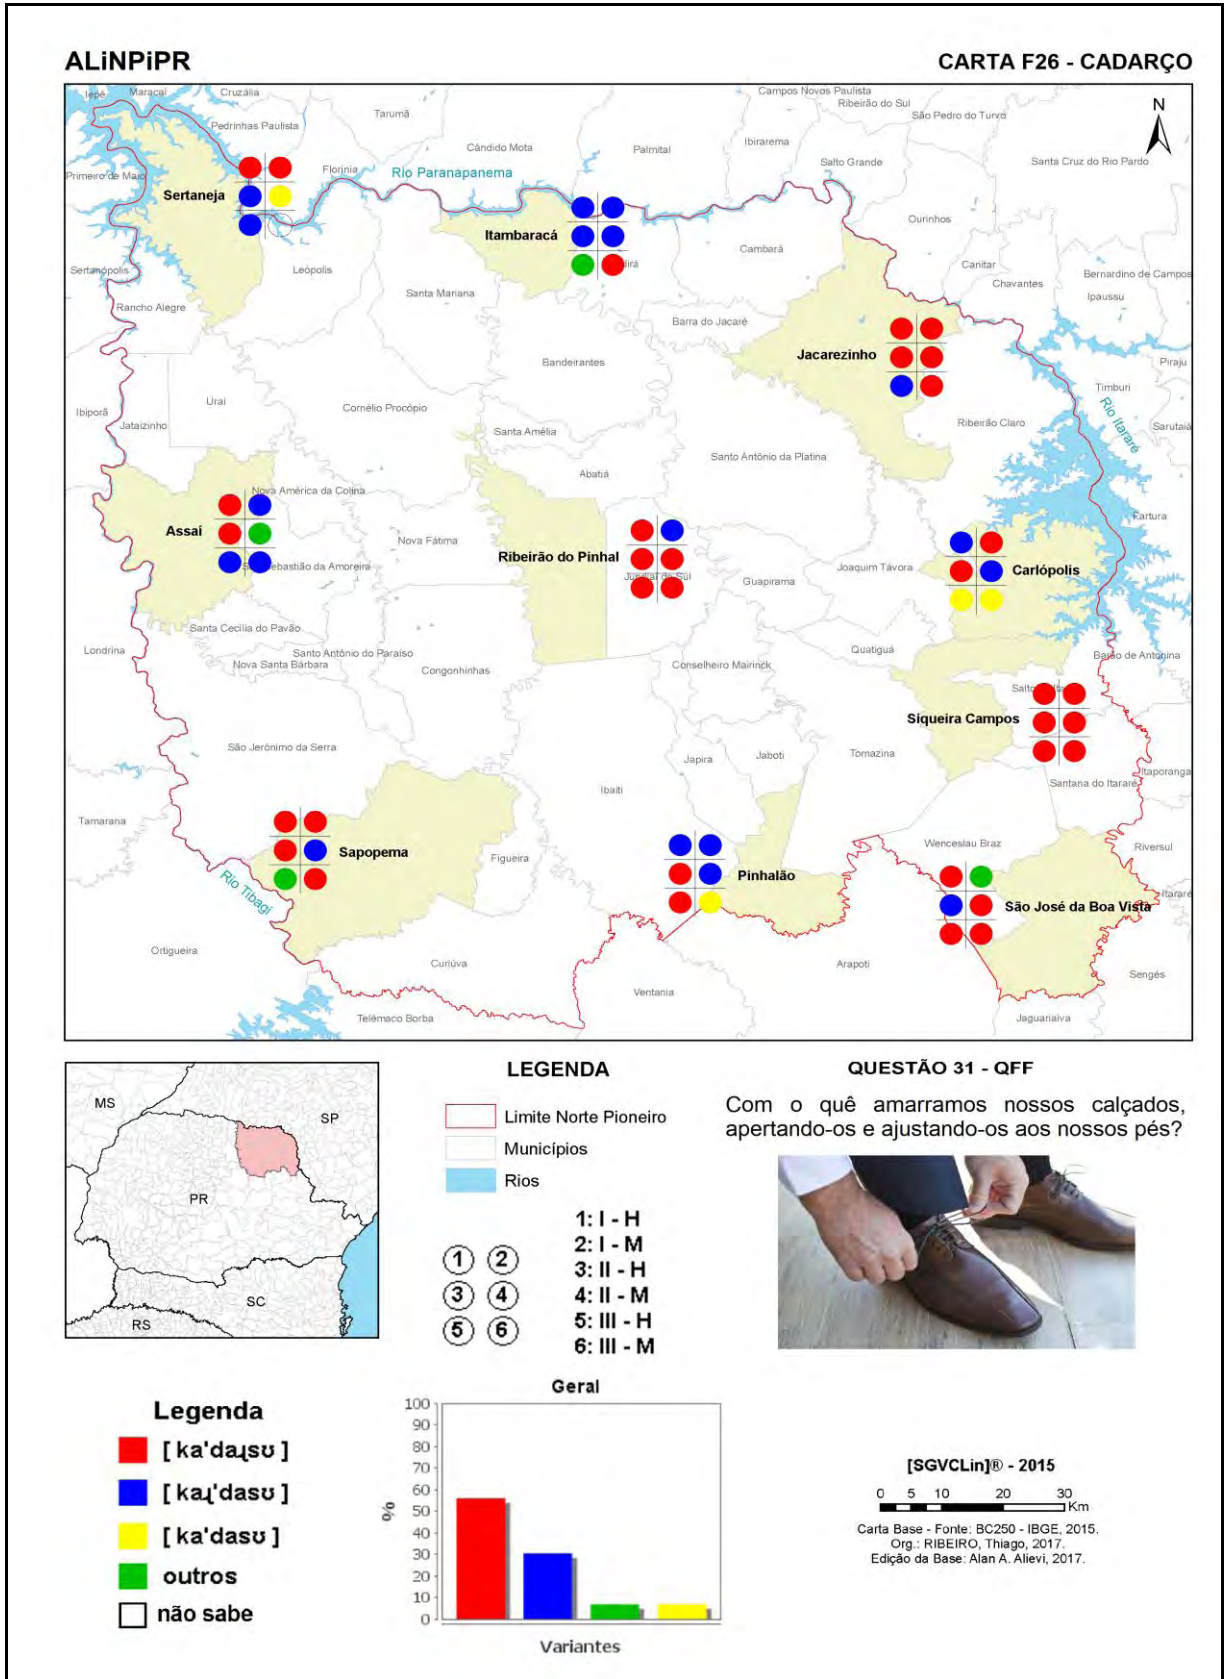 ALiNPiPR
CARTA F26 - CADARÇO
Iepê
Maracaí
Cruzália
Campos Novos Paulista
Ribeirão do Sul
São Pedro do Turvo
N
Pedrinhas Paulista
Tarumã
Cândido Mota
Palmital
Ibirarema
Salto Grande
Santa Cruz do Rio Pardo
Primeiro de Maio
Sertaneja
Florínia
Rio Paranapanema
Itambaracá
Ourinhos
Cambará
Canitar
Chavantes
Bernardino de Campos
Ipaussu
Sertanópolis
Leópolis
Santa Mariana
Rancho Alegre
Barra do Jacaré
Jacarezinho
Bandeirantes
Piraju
Timburi
Rio Itararé
Sarutaiá
Ibiporã
Jataizinho
Uraí
Cornélio Procópio
Santa Amélia
Ribeirão Claro
Abatiá
Santo Antônio da Platina
Nova América da Colina
Assaí
Fartura
Nova Fátima
Ribeirão do Pinhal
Jundiaí do Sul
Guapirama
Joaquim Távora
Carlópolis
São Sebastião da Amoreira
Santa Cecília do Pavão
Londrina
Nova Santa Bárbara
Santo Antônio do Paraíso
Congonhinhas
Conselheiro Mairinck
Quatiguá
Barão de Antonina
Siqueira Campos
São Jerônimo da Serra
Japira
Jaboti
Tomazina
Itaporanga
Santana do Itararé
Ibaiti
Tamarana
Sapopema
Figueira
Pinhalão
Wenceslau Braz
Riversul
Itararé
Rio Tibagi
São José da Boa Vista
Ortigueira
Curiúva
Ventania
Arapoti
Sengés
Telêmaco Borba
Jaguariaíva
MS
SP
PR
SC
RS
LEGENDA
Limite Norte Pioneiro
Municípios
Rios
1 2
3 4
5 6
1: I - H
2: I - M
3: II - H
4: II - M
5: III - H
6: III - M
QUESTÃO 31 - QFF
Com o quê amarramos nossos calçados,
apertando-os e ajustando-os aos nossos pés?
Legenda
[ ka'daɻsʊ ]
[ kaɻ'dasʊ ]
[ ka'dasʊ ]
outros
não sabe
Geral
100
90
80
70
60
50
40
30
20
10
0
%
Variantes
[SGVCLin]® - 2015
0 5 10 20 30
Km
Carta Base - Fonte: BC250 - IBGE, 2015.
Org.: RIBEIRO, Thiago, 2017.
Edição da Base: Alan A. Alievi, 2017.